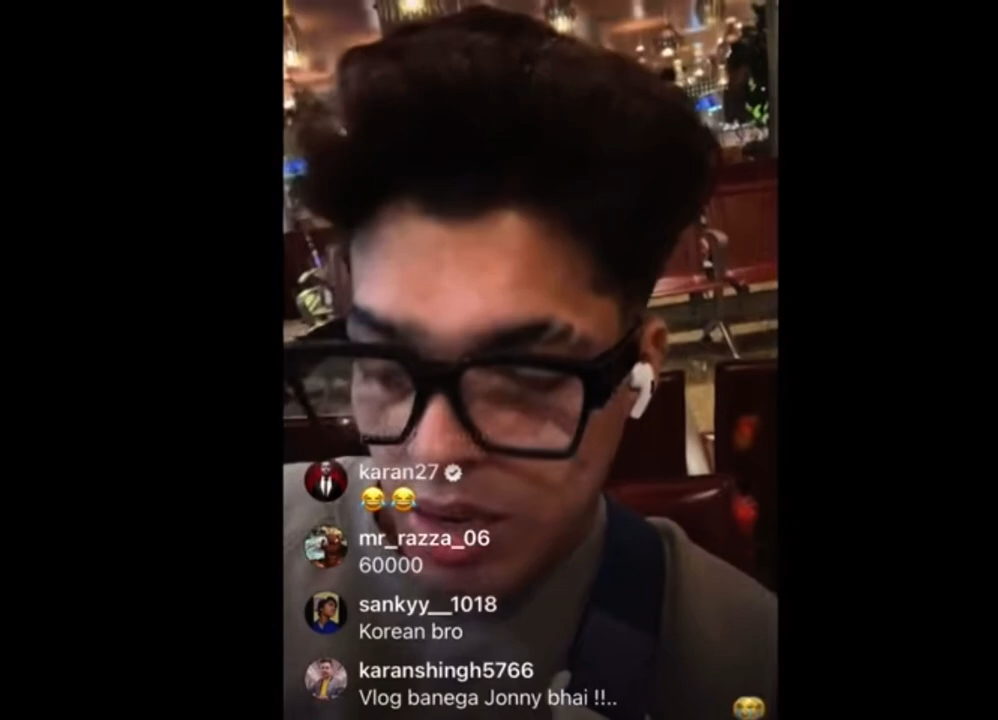 karan27
😂😂
mr_razza_06
60000
sankyy__1018
Korean bro
karanshingh5766
Vlog banega Jonny bhai !!..